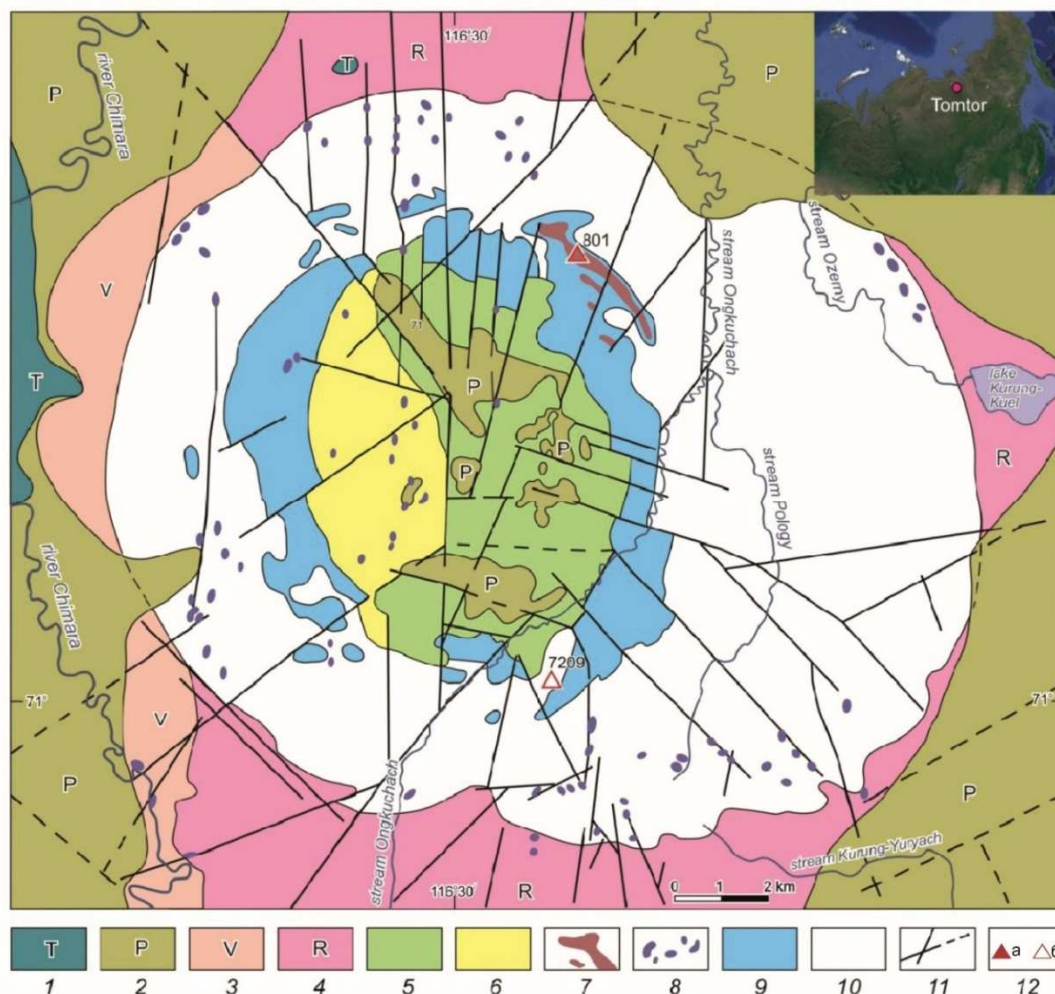 116°30'
R
T
P
river Chimara
P
Tomtor
stream Ozerny
801
stream Ongkuchach
V
71
T
P
lake
Kurung-
Kuel
R
P
P
stream Pology
river Chimara
P
7209
71°
71°
V
P
P
stream Ongkuchach
stream Kurung-Yuryach
116°30'
R
0 1 2 km
T P V R a
1 2 3 4 5 6 7 8 9 10 11 12